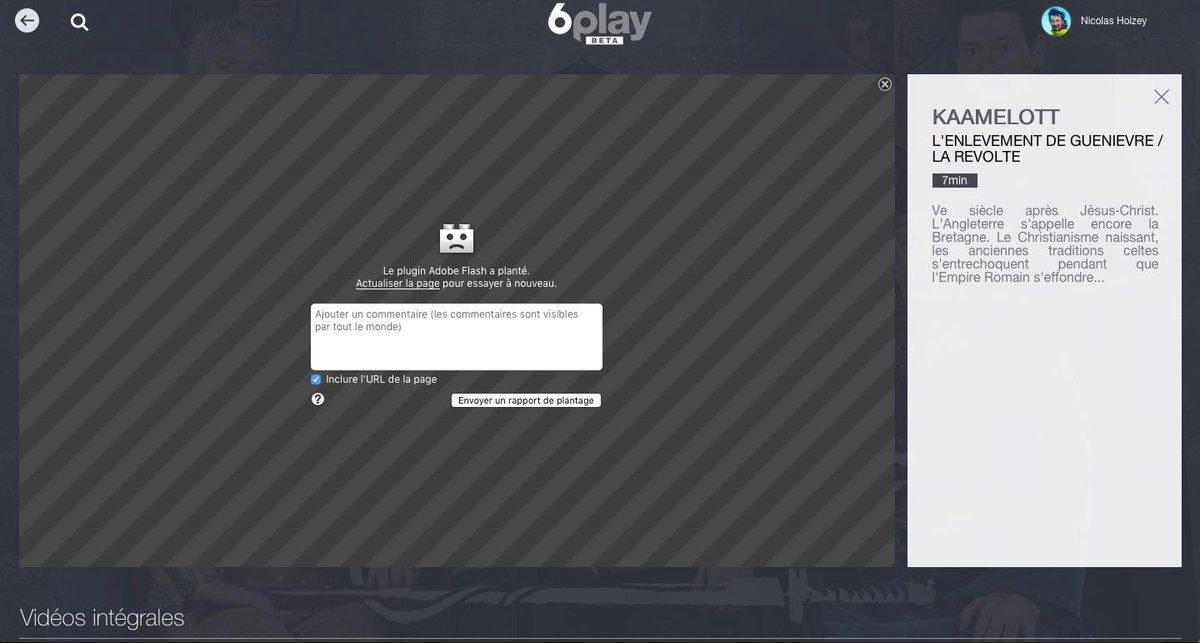 6play
BETA
Nicolas Hoizey
Le plugin Adobe Flash a planté.
Actualiser la page pour essayer à nouveau.
Ajouter un commentaire (les commentaires sont visibles
par tout le monde)
Inclure l'URL de la page
?
Envoyer un rapport de plantage
KAAMELOTT
L'ENLEVEMENT DE GUENIEVRE /
LA REVOLTE
7min
Ve siècle après Jésus-Christ.
L'Angleterre s'appelle encore la
Bretagne. Le Christianisme naissant,
les anciennes traditions celtes
s'entrechoquent pendant que
l'Empire Romain s'effondre...
Vidéos intégrales